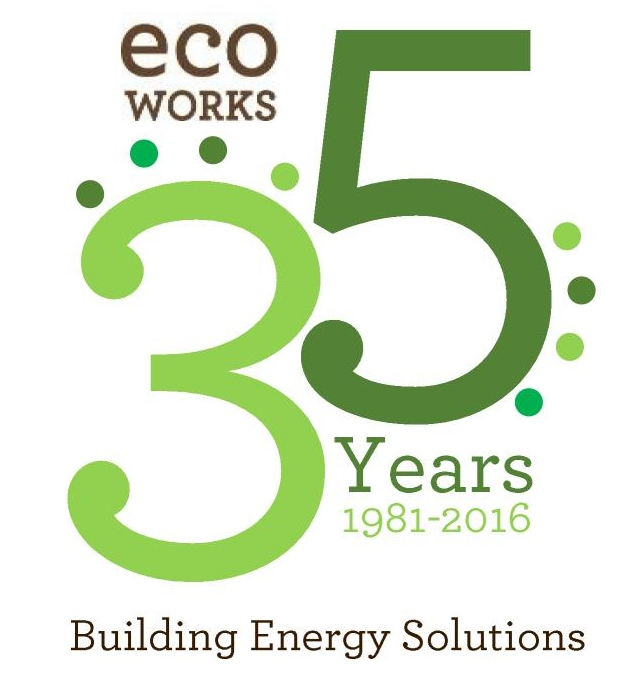 eco
WORKS
35
Years
1981-2016
Building Energy Solutions